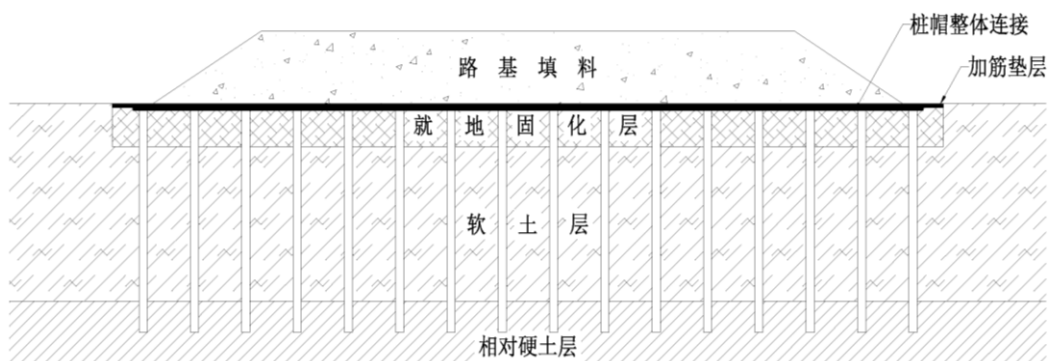 桩帽整体连接
加筋垫层
路基填料
就地固化层
软土层
相对硬土层